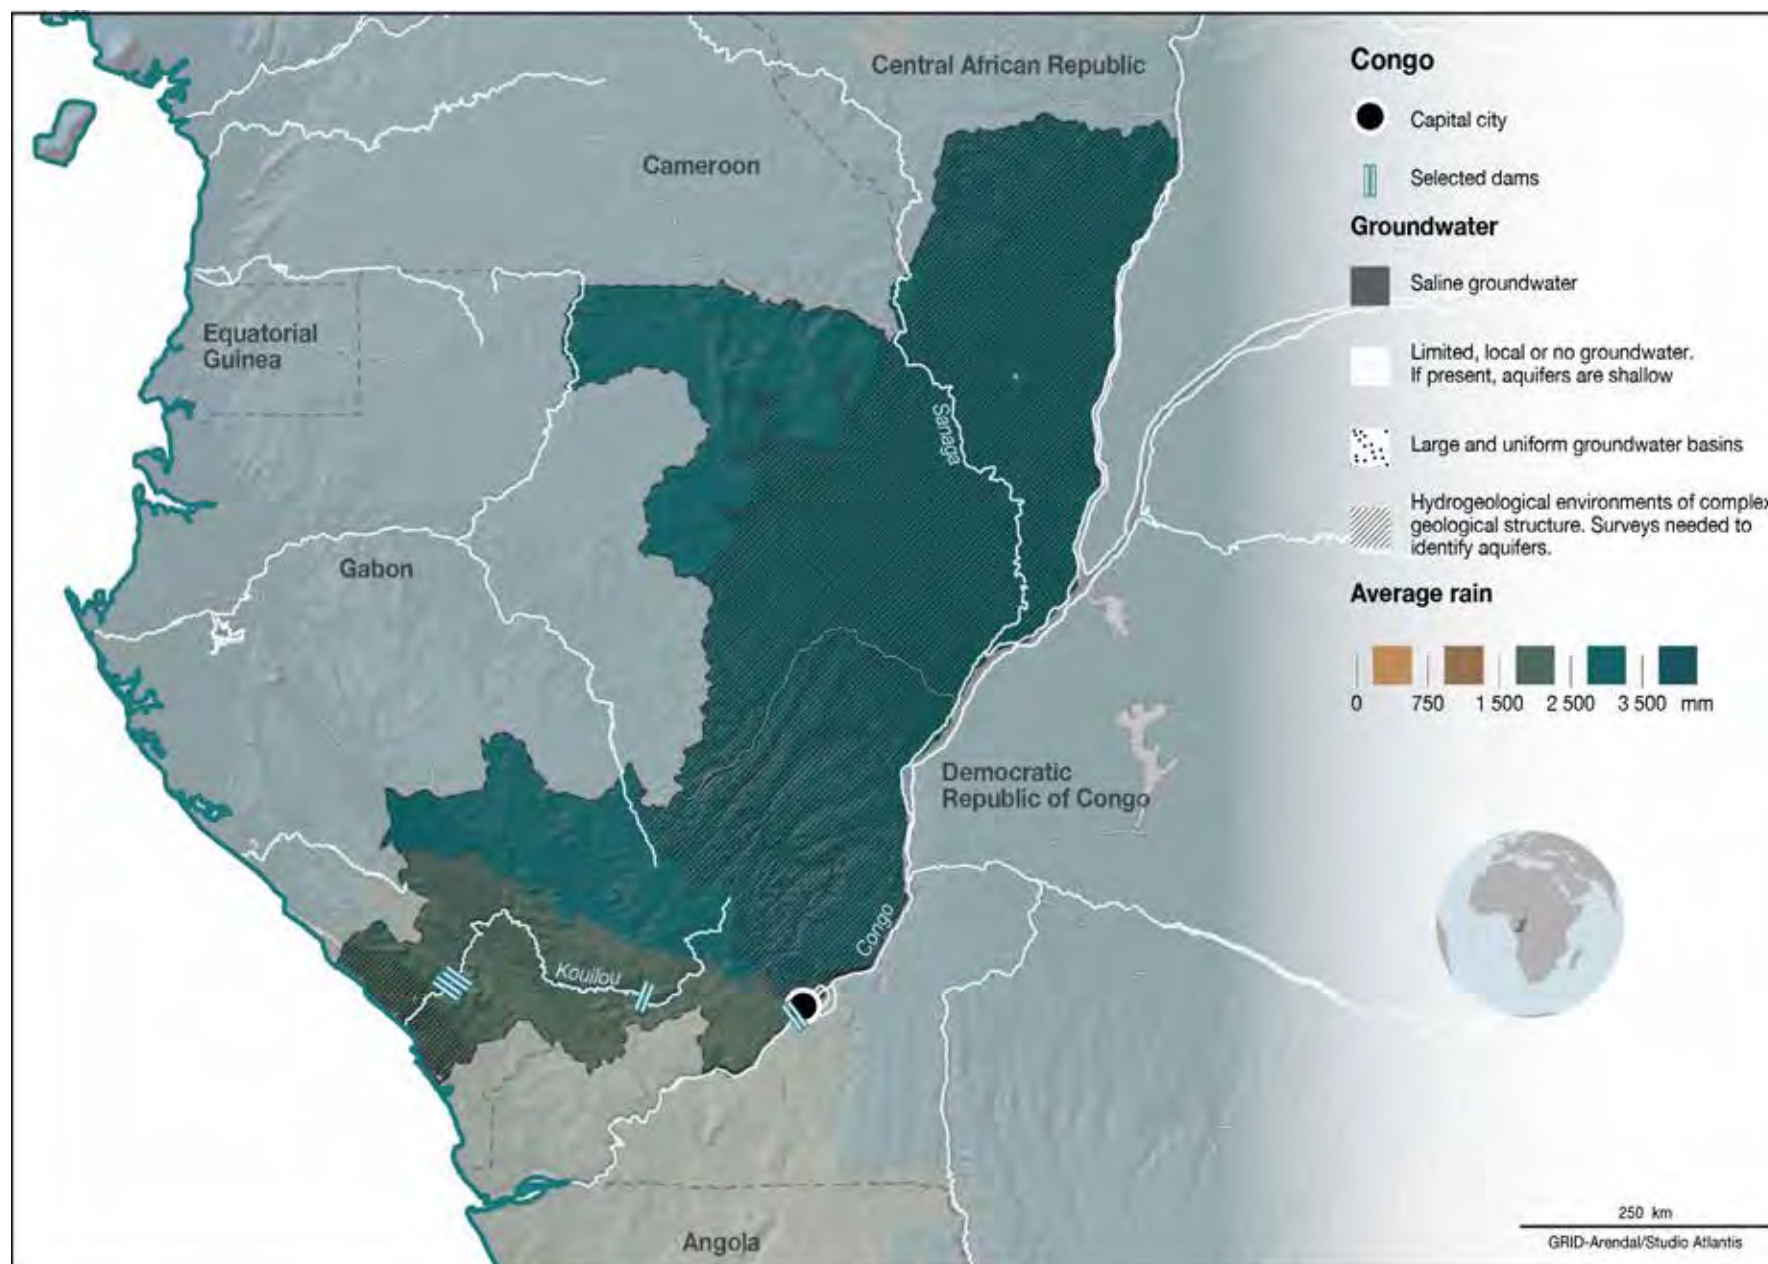 Central African Republic
Cameroon
Equatorial
Guinea
Sanaga
Gabon
Democratic
Republic of Congo
Congo
Kouilou
Angola
Congo
Capital city
Selected dams
Groundwater
Saline groundwater
Limited, local or no groundwater.
If present, aquifers are shallow
Large and uniform groundwater basins
Hydrogeological environments of complex
geological structure. Surveys needed to
identify aquifers.
Average rain
0 750 1 500 2 500 3 500 mm
250 km
GRID-Arendal/Studio Atlantis